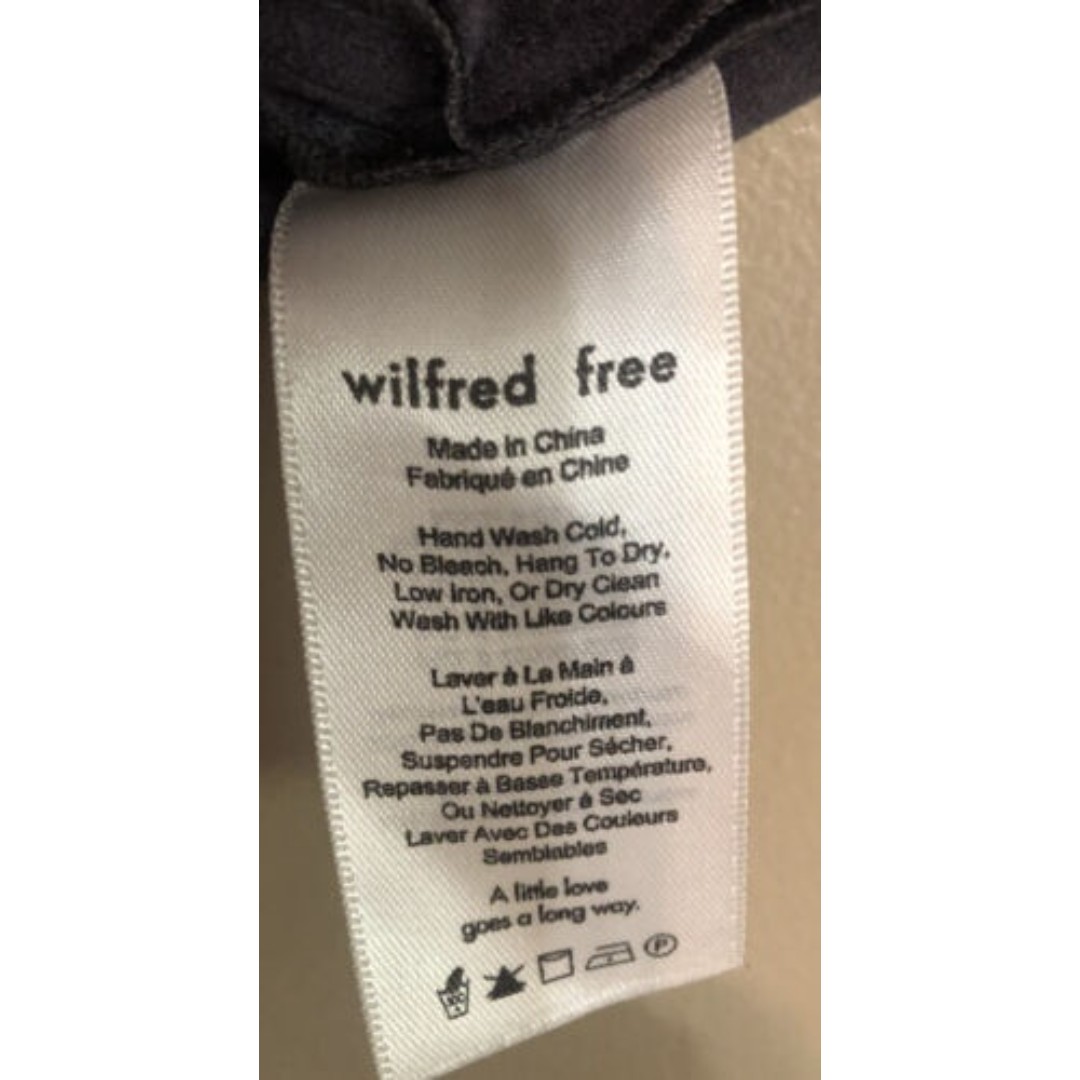 wilfred free
Made in China
Fabriqué en Chine
Hand Wash Cold,
No Bleach, Hang To Dry,
Low Iron, Or Dry Clean
Wash With Like Colours
Laver à La Main à
L'eau Froide,
Pas De Blanchiment,
Suspendre Pour Sécher,
Repasser à Basse Température,
Ou Nettoyer à Sec
Laver Avec Des Couleurs
Semblables
A little love
goes a long way.
P